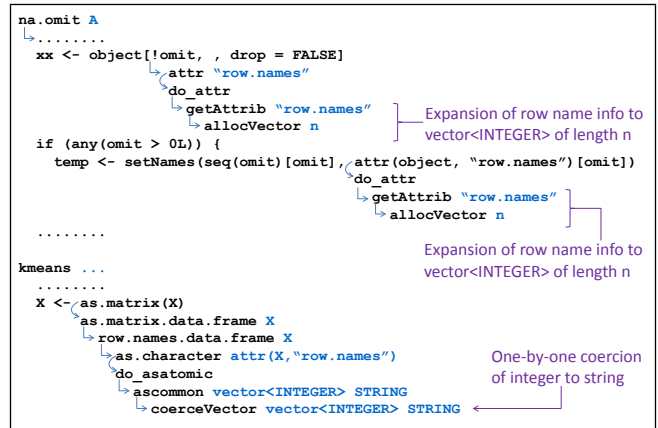 na.omit A
........
xx <- object[!omit, , drop = FALSE]
attr “row.names”
do_attr
getAttrib “row.names”
allocVector n
Expansion of row name info to
vector<INTEGER> of length n
if (any(omit > 0L)) {
temp <- setNames(seq(omit)[omit], attr(object, “row.names”)[omit])
do_attr
getAttrib “row.names”
allocVector n
........
Expansion of row name info to
vector<INTEGER> of length n
kmeans ...
........
X <- as.matrix(X)
as.matrix.data.frame X
row.names.data.frame X
as.character attr(X,“row.names”)
do_asatomic
ascommon vector<INTEGER> STRING
coerceVector vector<INTEGER> STRING
One-by-one coercion
of integer to string